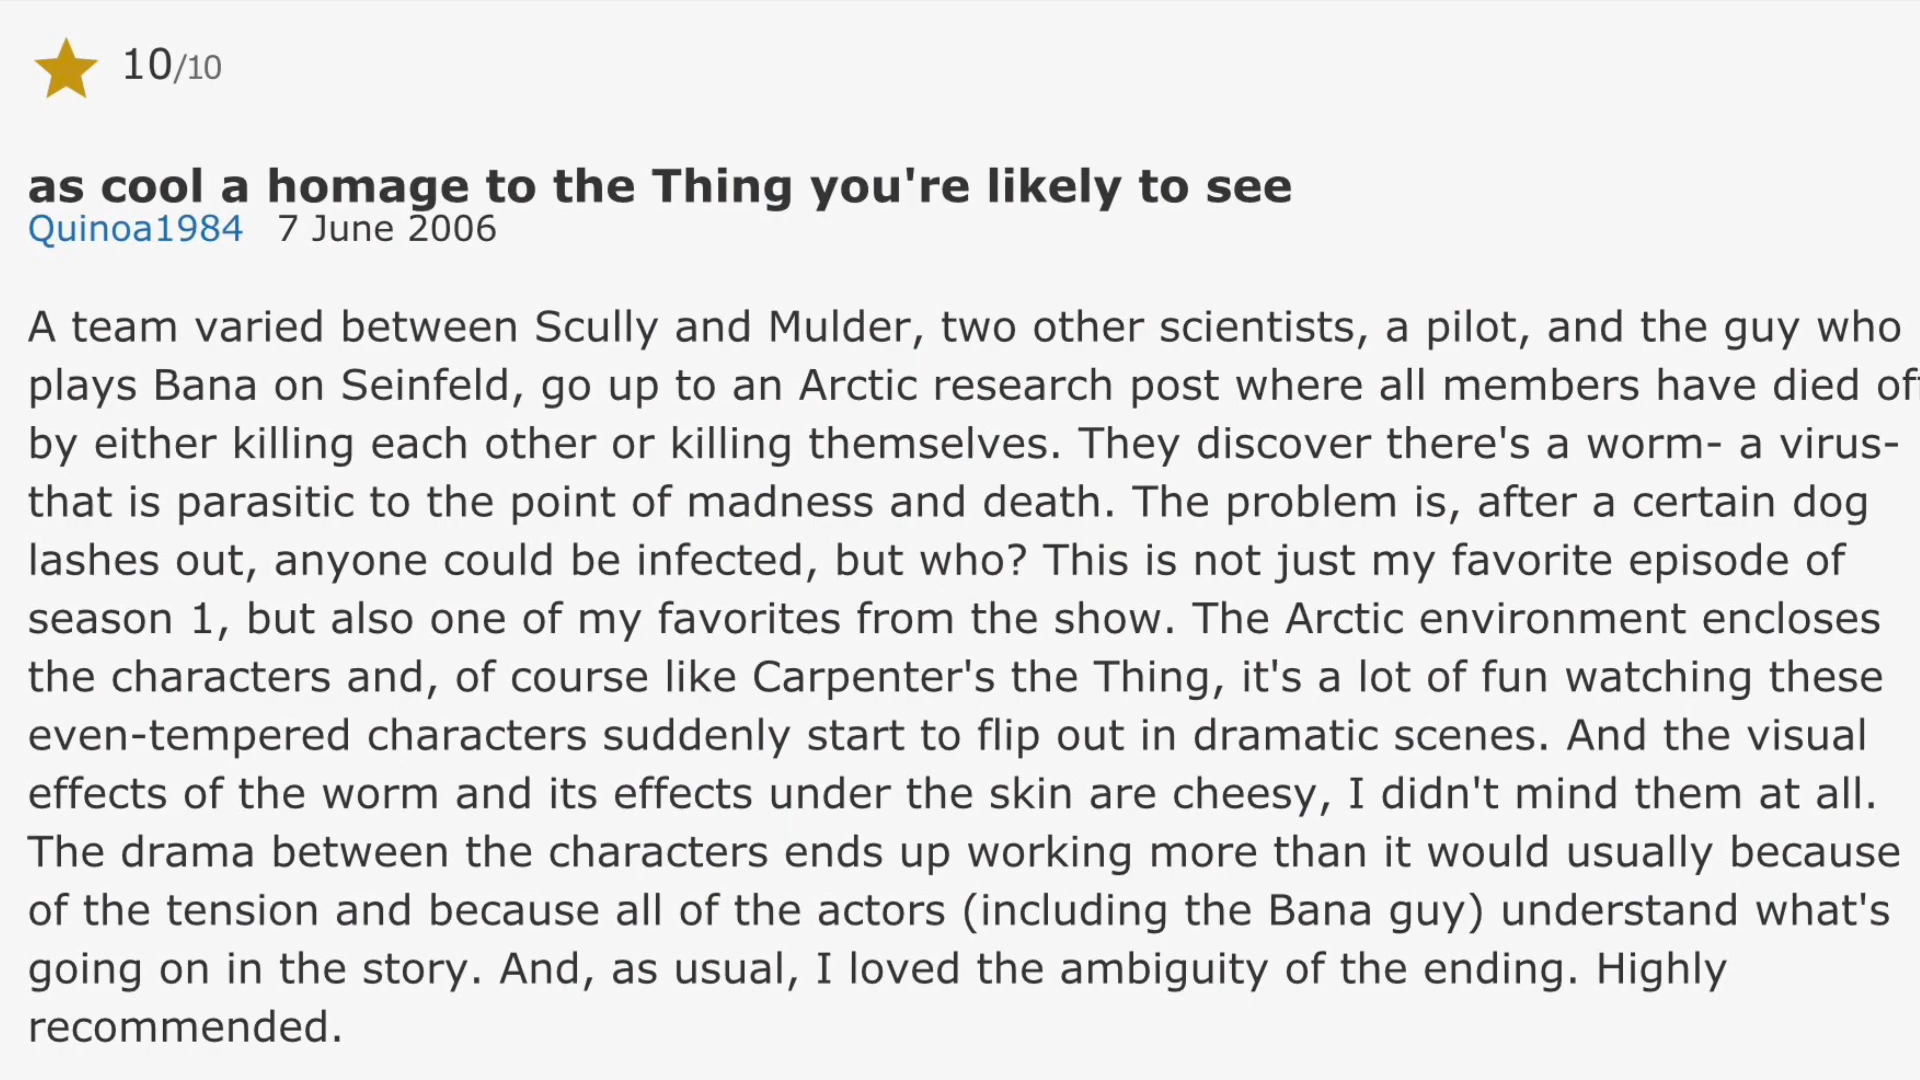 10/10
as cool a homage to the Thing you're likely to see
Quinoa1984 7 June 2006
A team varied between Scully and Mulder, two other scientists, a pilot, and the guy who
plays Bana on Seinfeld, go up to an Arctic research post where all members have died off
by either killing each other or killing themselves. They discover there's a worm- a virus-
that is parasitic to the point of madness and death. The problem is, after a certain dog
lashes out, anyone could be infected, but who? This is not just my favorite episode of
season 1, but also one of my favorites from the show. The Arctic environment encloses
the characters and, of course like Carpenter's the Thing, it's a lot of fun watching these
even-tempered characters suddenly start to flip out in dramatic scenes. And the visual
effects of the worm and its effects under the skin are cheesy, I didn't mind them at all.
The drama between the characters ends up working more than it would usually because
of the tension and because all of the actors (including the Bana guy) understand what's
going on in the story. And, as usual, I loved the ambiguity of the ending. Highly
recommended.